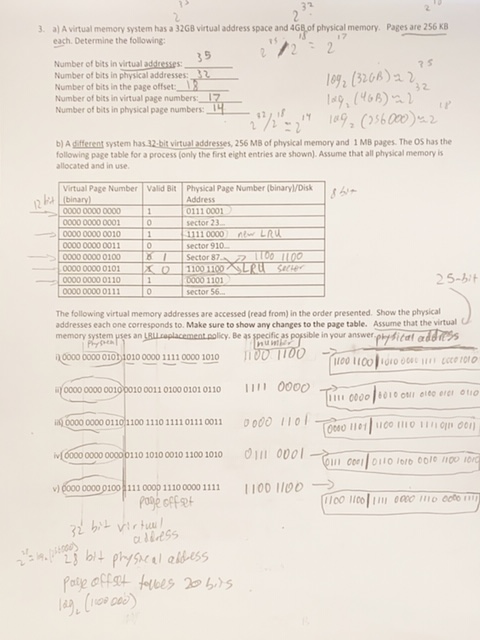 3. a) A virtual memory system has a 32GB virtual address space and 4GB of physical memory. Pages are 256 KB
each. Determine the following:
Number of bits in virtual addresses: 35
Number of bits in physical addresses: 32
Number of bits in the page offset: 18
Number of bits in virtual page numbers: 17
Number of bits in physical page numbers: 14
2^35 / 2^18 = 2^17
log2 (32GB) = 2^35
log2 (4GB) = 2^32
log2 (256000) = 2^18
2^32 / 2^18 = 2^14
b) A different system has 32-bit virtual addresses, 256 MB of physical memory and 1 MB pages. The OS has the
following page table for a process (only the first eight entries are shown). Assume that all physical memory is
allocated and in use.
12 bit
Virtual Page Number (binary) Valid Bit Physical Page Number (binary)/Disk Address
8 bit
0000 0000 0000 1 0111 0001
0000 0000 0001 0 sector 23...
0000 0000 0010 1 1111 0000 new LRU
0000 0000 0011 0 sector 910...
0000 0000 0100 0 1 Sector 87... 1100 1100
0000 0000 0101 1 0 1100 1100 LRU sector
0000 0000 0110 1 0000 1101
0000 0000 0111 0 sector 56...
25-bit
The following virtual memory addresses are accessed (read from) in the order presented. Show the physical
addresses each one corresponds to. Make sure to show any changes to the page table. Assume that the virtual
memory system uses an LRU replacement policy. Be as specific as possible in your answer.
physical number physical address
i) 0000 0000 0101 1010 0000 1111 0000 1010 1100 1100 1100 1100 1010 0000 1111 0000 1010
ii) 0000 0000 0010 0010 0011 0100 0101 0110 1111 0000 1111 0000 0010 0011 0100 0101 0110
iii) 0000 0000 0110 1100 1110 1111 0111 0011 0000 1101 0000 1101 1100 1110 1111 0111 0011
iv) 0000 0000 0000 0110 1010 0010 1100 1010 0111 0001 0111 0001 0110 1010 0010 1100 1010
v) 0000 0000 0100 1111 0000 1110 0000 1111 1100 1100 1100 1100 1111 0000 1110 0000 1111
page offset
32 bit virtual
address
28 bit physical address
page offset takes 20 bits